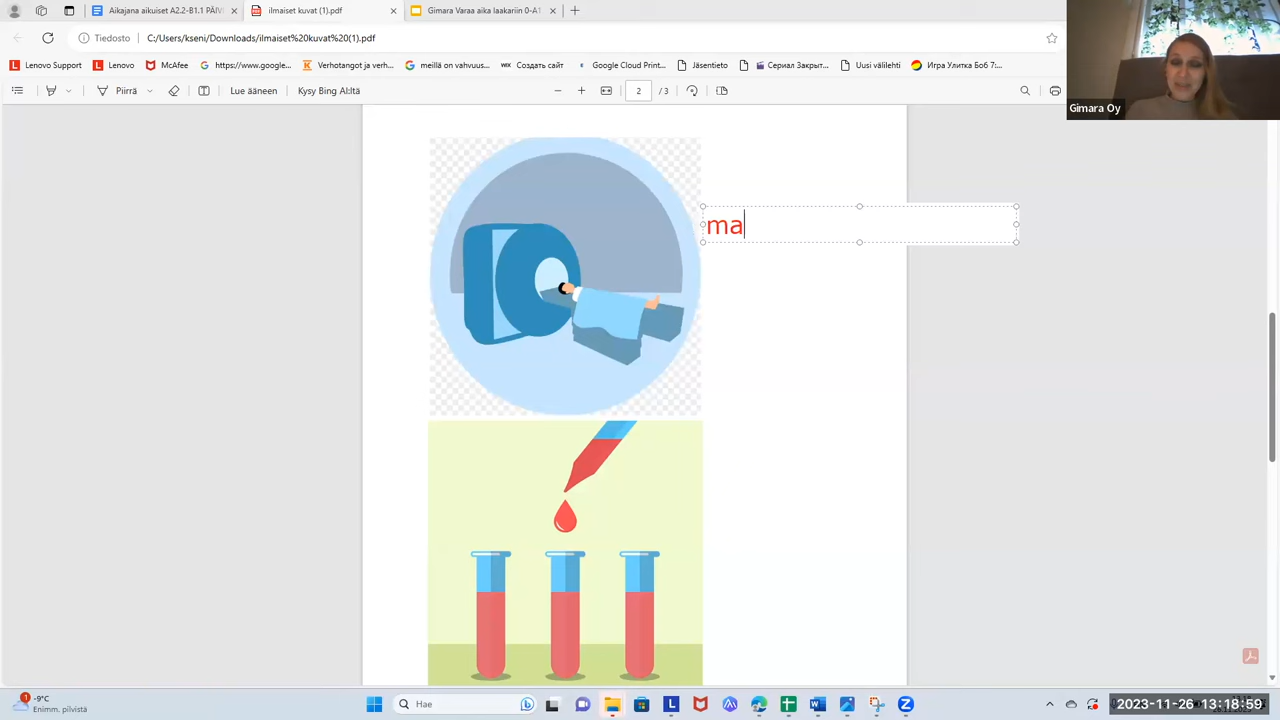 Aikajana aikuiset A2.2-B1.1 PÄIV
ilmaiset kuvat (1).pdf
Gimara Varaa aika laakariin 0-A1
Tiedosto
C:/Users/kseni/Downloads/ilmaiset%20kuvat%20(1).pdf
Lenovo Support
Lenovo
McAfee
https://www.google...
Verhotangot ja verh...
meillä on vahvuus...
WIX
Создать сайт
Google Cloud Print...
Jäsentieto
Сериал Закрыт...
Uusi välilehti
Игра Улитка Боб 7:...
Piirrä
Lue ääneen
Kysy Bing AI:ltä
2
/ 3
Gimara Oy
ma
1
-9°C
Enimm. pilvistä
Hae
2023-11-26 13:18:59